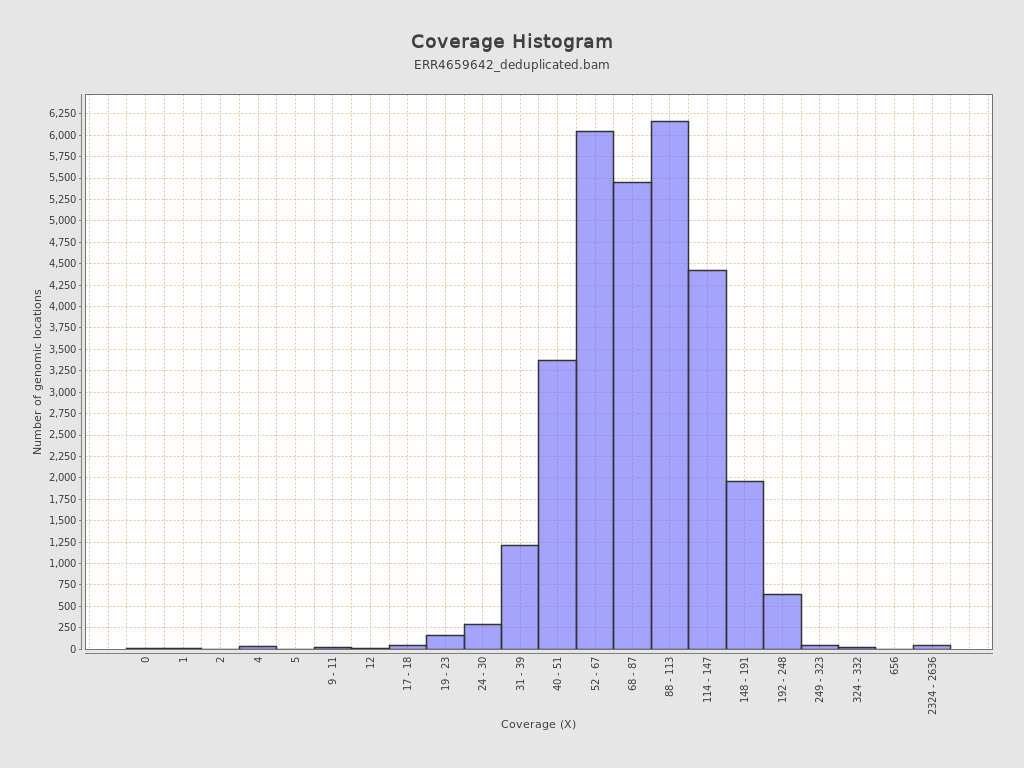 Coverage Histogram
ERR4659642_deduplicated.bam
Number of genomic locations
6,250
6,000
5,750
5,500
5,250
5,000
4,750
4,500
4,250
4,000
3,750
3,500
3,250
3,000
2,750
2,500
2,250
2,000
1,750
1,500
1,250
1,000
750
500
250
0
0
1
2
4
5
9 - 11
12
17 - 18
19 - 23
24 - 30
31 - 39
40 - 51
52 - 67
68 - 87
88 - 113
114 - 147
148 - 191
192 - 248
249 - 323
324 - 332
656
2324 - 2636
Coverage (X)